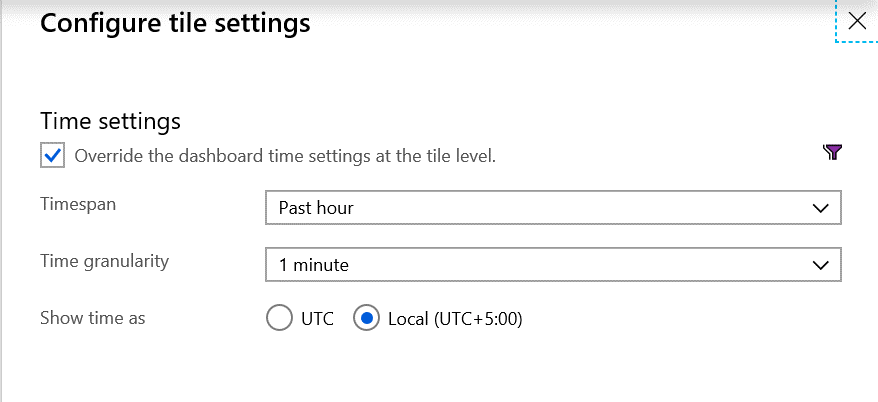 Configure tile settings
Time settings
Override the dashboard time settings at the tile level.
Timespan
Past hour
Time granularity
1 minute
Show time as
UTC
Local (UTC+5:00)